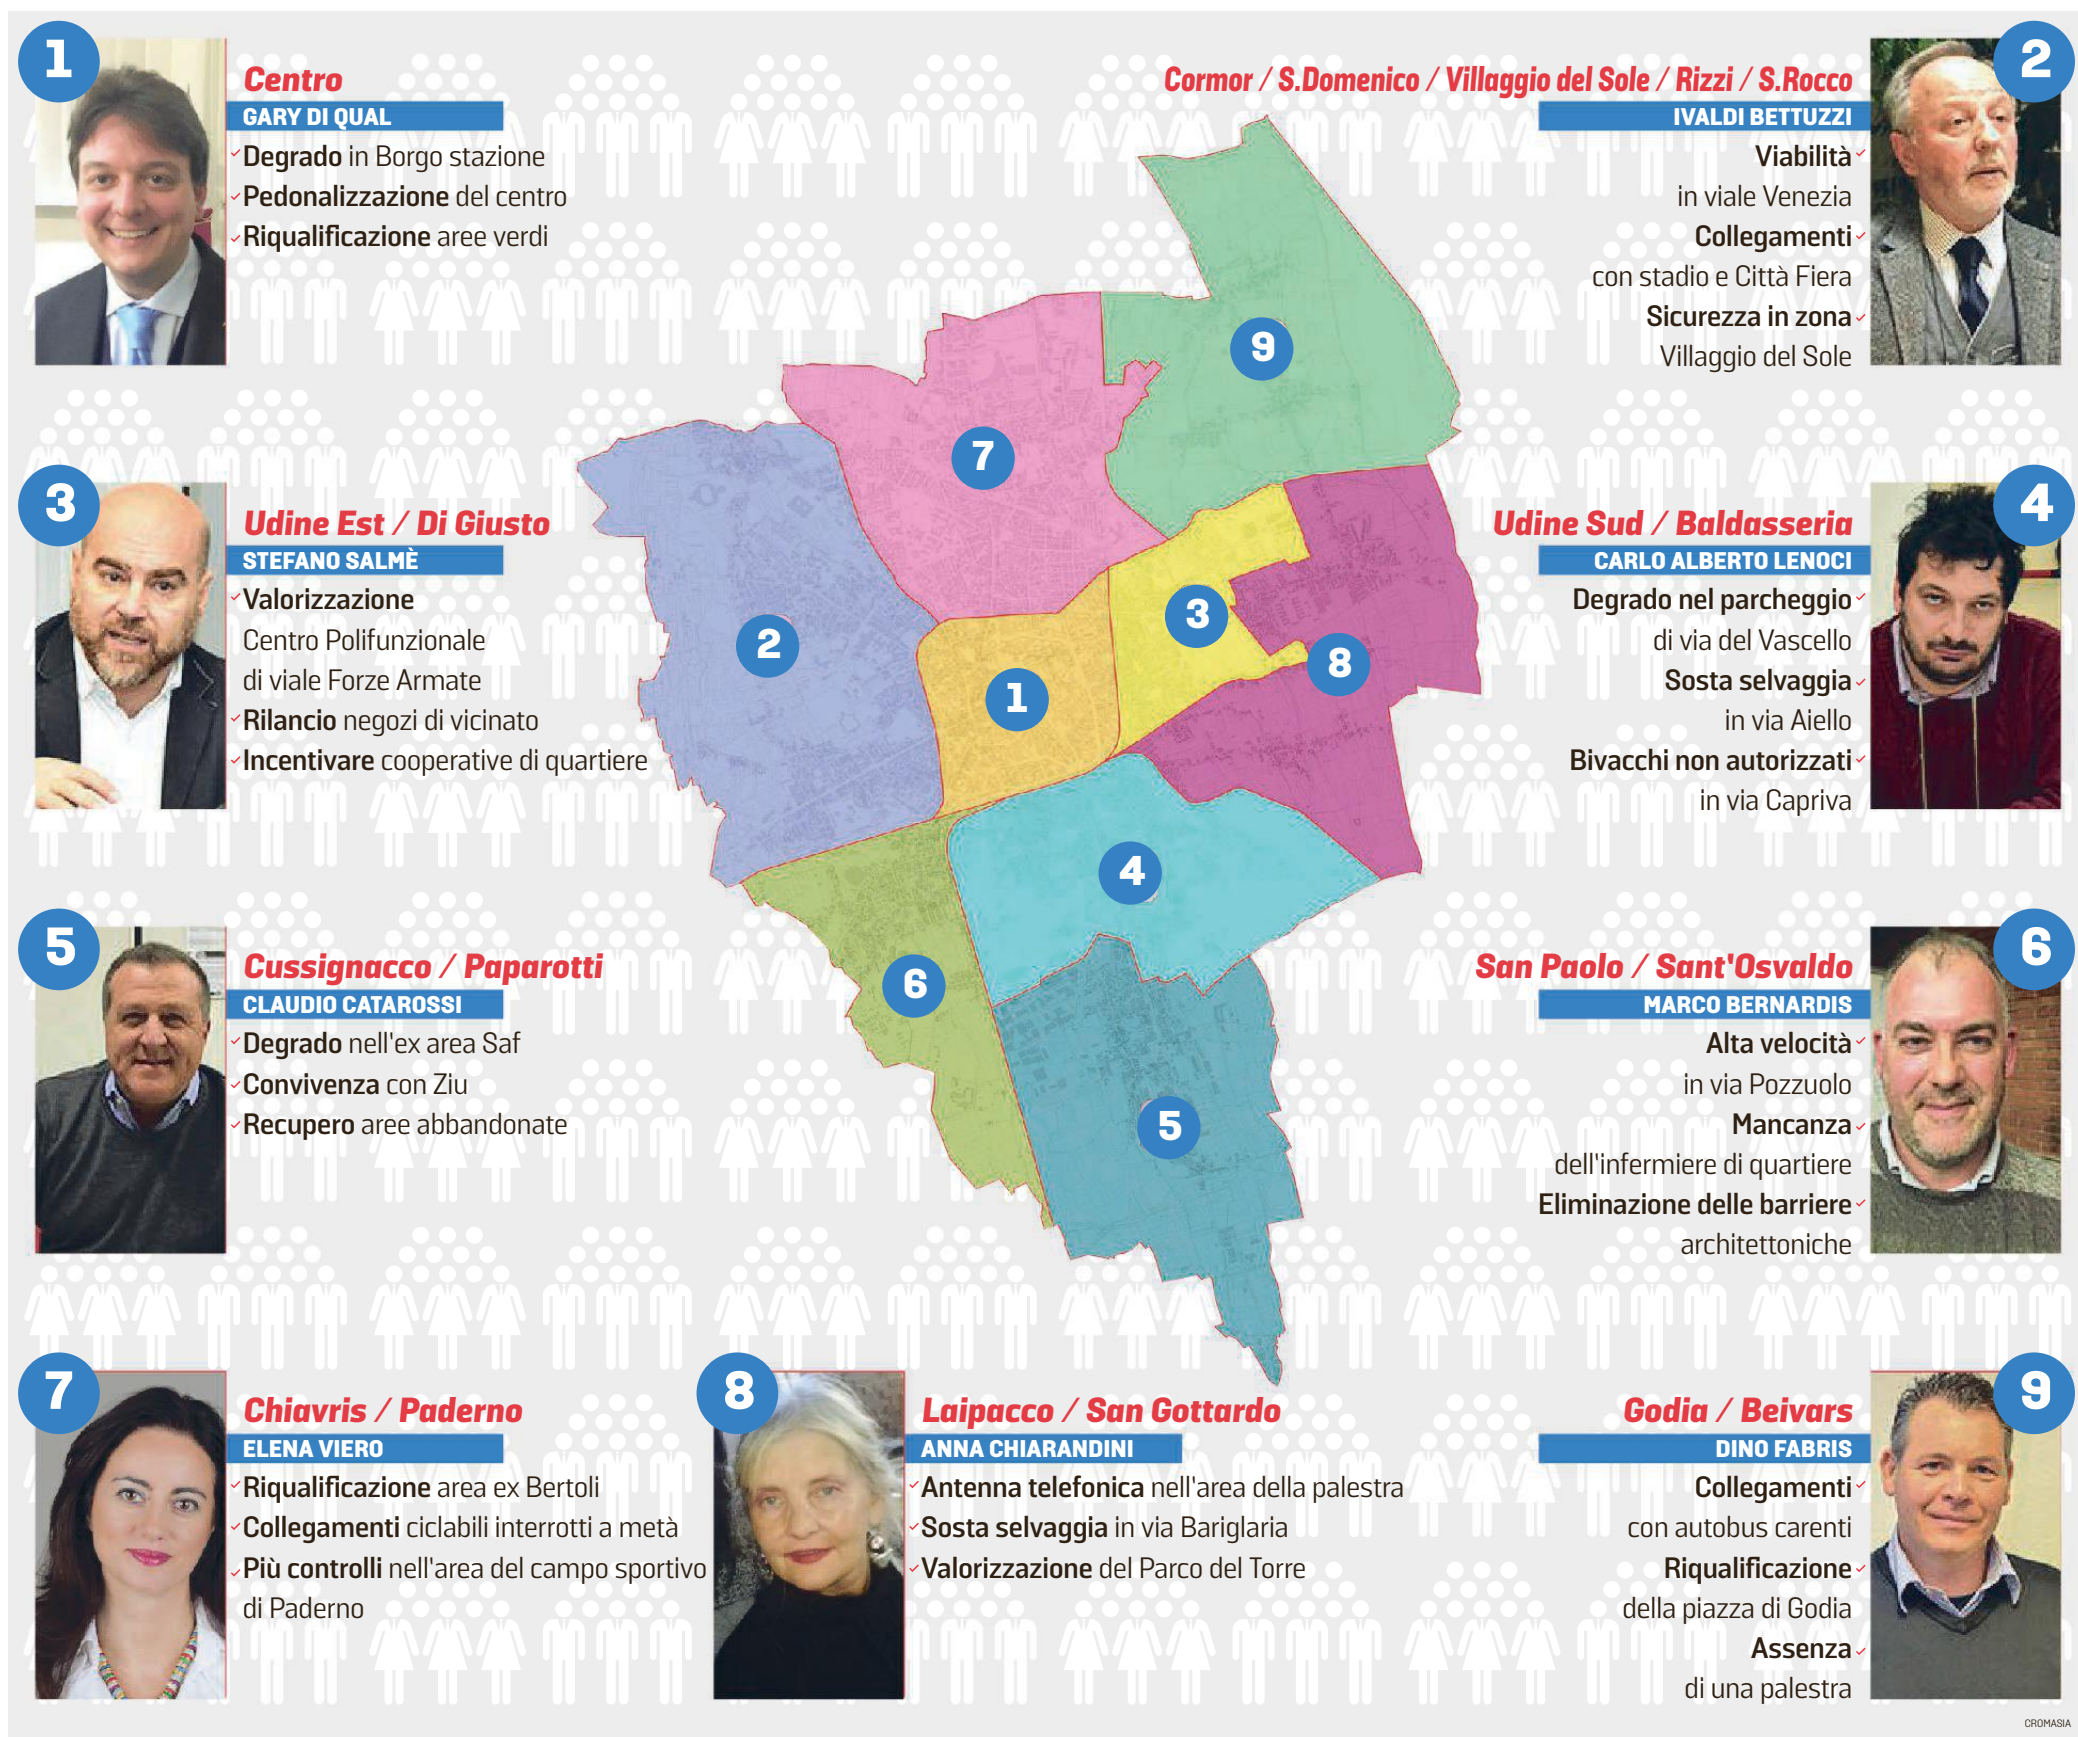 1
Centro
GARY DI QUAL
Degrado in Borgo stazione
Pedonalizzazione del centro
Riqualificazione aree verdi
2
Cormor / S.Domenico / Villaggio del Sole / Rizzi / S.Rocco
IVALDI BETTUZZI
Viabilità
in viale Venezia
Collegamenti
con stadio e Città Fiera
Sicurezza in zona
Villaggio del Sole
3
Udine Est / Di Giusto
STEFANO SALMÈ
Valorizzazione
Centro Polifunzionale
di viale Forze Armate
Rilancio negozi di vicinato
Incentivare cooperative di quartiere
4
Udine Sud / Baldasseria
CARLO ALBERTO LENOCI
Degrado nel parcheggio
di via del Vascello
Sosta selvaggia
in via Aiello
Bivacchi non autorizzati
in via Capriva
9
7
3
2
8
1
4
6
5
5
Cussignacco / Paparotti
CLAUDIO CATAROSSI
Degrado nell'ex area Saf
Convivenza con Ziu
Recupero aree abbandonate
6
San Paolo / Sant'Osvaldo
MARCO BERNARDIS
Alta velocità
in via Pozzuolo
Mancanza
dell'infermiere di quartiere
Eliminazione delle barriere
architettoniche
7
Chiavris / Paderno
ELENA VIERO
Riqualificazione area ex Bertoli
Collegamenti ciclabili interrotti a metà
Più controlli nell'area del campo sportivo
di Paderno
8
Laipacco / San Gottardo
ANNA CHIARANDINI
Antenna telefonica nell'area della palestra
Sosta selvaggia in via Bariglaria
Valorizzazione del Parco del Torre
9
Godia / Beivars
DINO FABRIS
Collegamenti
con autobus carenti
Riqualificazione
della piazza di Godia
Assenza
di una palestra
CROMASIA